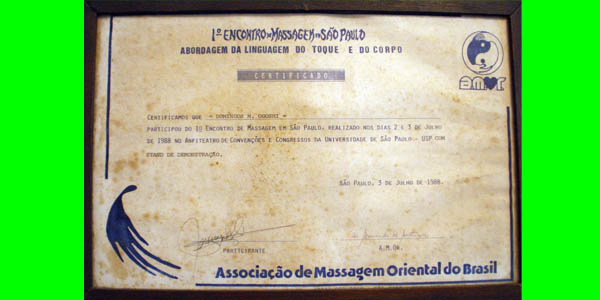 1º ENCONTRO DE MASSAGEM EM SÃO PAULO
ABORDAGEM DA LINGUAGEM DO TOQUE E DO CORPO
CERTIFICADO
AMOR
CERTIFICAMOS QUE = DOMINGOS N.
PARTICIPOU DO 1º ENCONTRO DE MASSAGEM EM SÃO PAULO, REALIZADO NOS DIAS 2 E 3 DE JULHO
DE 1988 NO ANFITEATRO DE CONVENÇÕES E CONGRESSOS DA UNIVERSIDADE DE SÃO PAULO - USP COM
STAND DE DEMONSTRAÇÃO.
SÃO PAULO, 3 DE JULHO DE 1988.
PARTICIPANTE
A.M.OR.
Associação de Massagem Oriental do Brasil